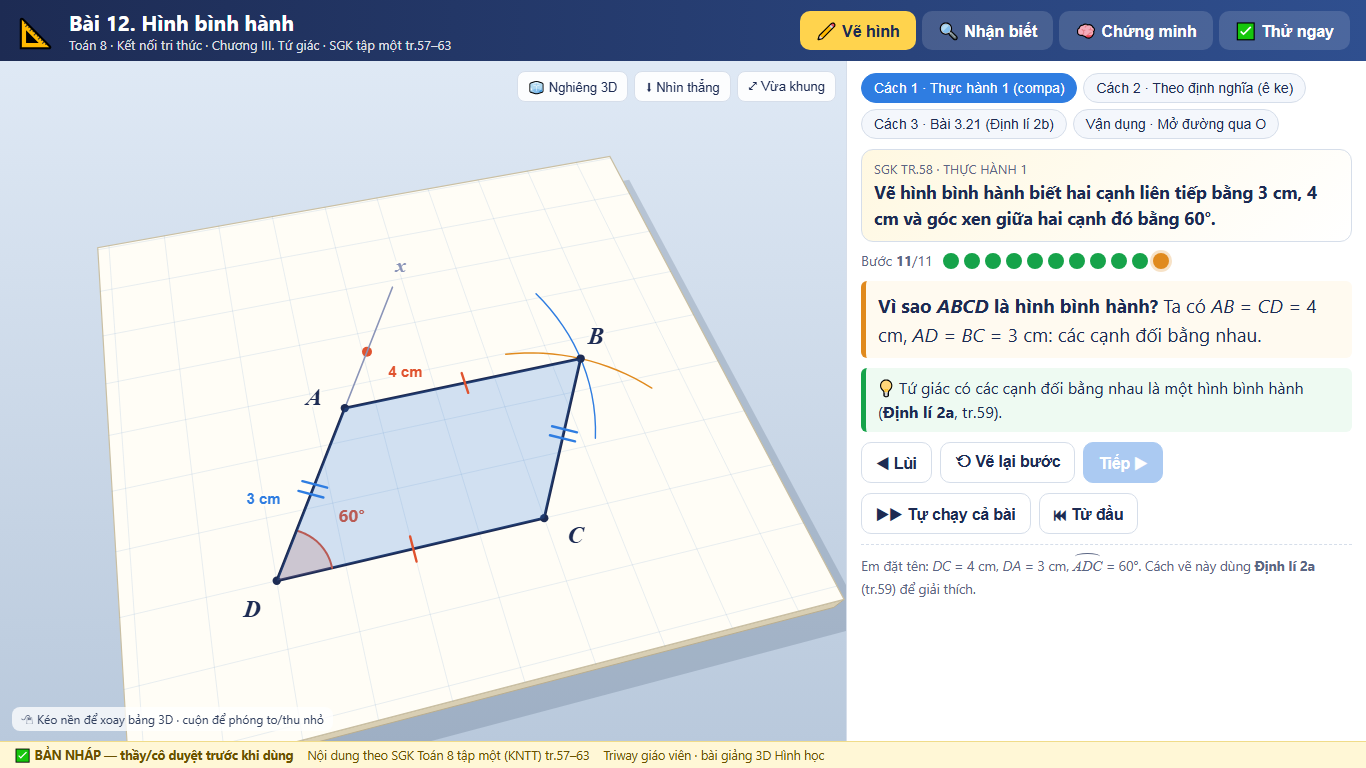 Bài 12. Hình bình hành
Toán 8 · Kết nối tri thức · Chương III. Tứ giác · SGK tập một tr.57–63
Vẽ hình
Nhận biết
Chứng minh
Thử ngay
Nghiêng 3D
Nhìn thẳng
Vừa khung
x
B
4 cm
A
3 cm
60°
C
D
Kéo nền để xoay bảng 3D · cuộn để phóng to/thu nhỏ
Cách 1 · Thực hành 1 (compa)
Cách 2 · Theo định nghĩa (ê ke)
Cách 3 · Bài 3.21 (Định lí 2b)
Vận dụng · Mở đường qua O
SGK TR.58 · THỰC HÀNH 1
Vẽ hình bình hành biết hai cạnh liên tiếp bằng 3 cm, 4
cm và góc xen giữa hai cạnh đó bằng 60°.
Bước 11/11
Vì sao ABCD là hình bình hành? Ta có AB = CD = 4
cm, AD = BC = 3 cm: các cạnh đối bằng nhau.
Tứ giác có các cạnh đối bằng nhau là một hình bình hành
(Định lí 2a, tr.59).
Lùi
Vẽ lại bước
Tiếp
Tự chạy cả bài
Từ đầu
Em đặt tên: DC = 4 cm, DA = 3 cm, ADC = 60°. Cách vẽ này dùng Định lí 2a
(tr.59) để giải thích.
BẢN NHÁP — thầy/cô duyệt trước khi dùng
Nội dung theo SGK Toán 8 tập một (KNTT) tr.57–63
Triway giáo viên · bài giảng 3D Hình học